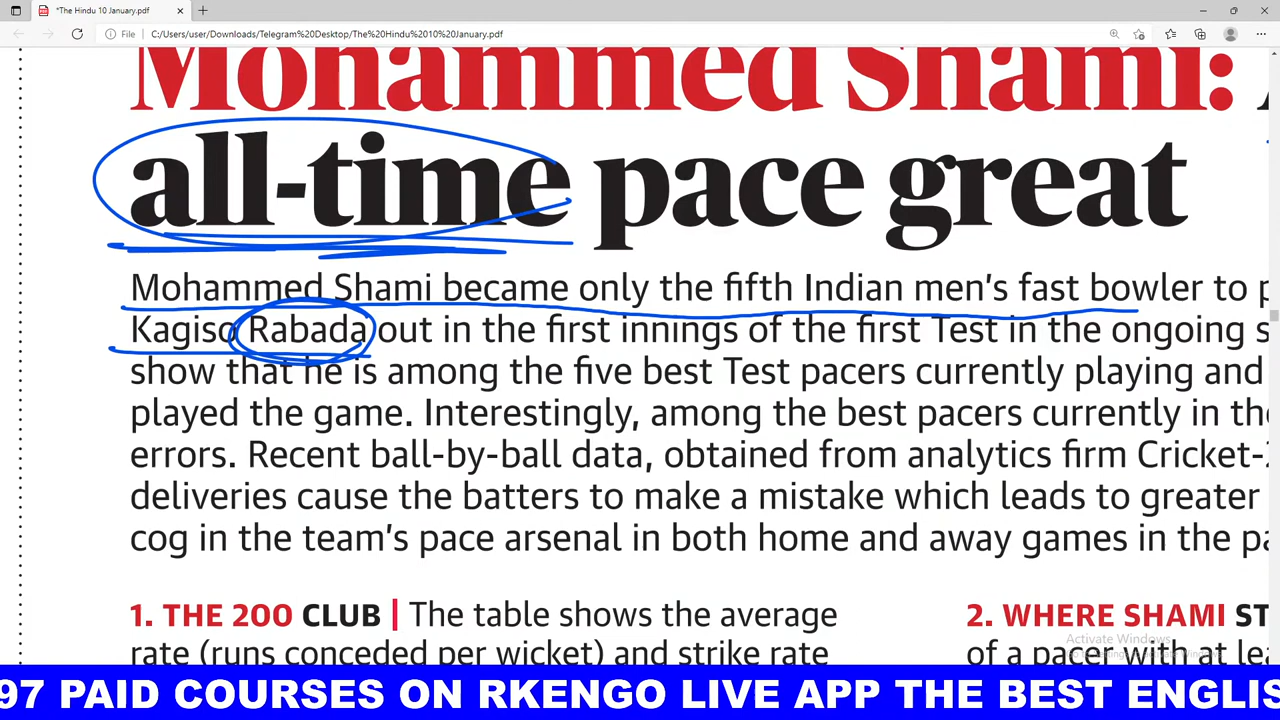 *The Hindu 10 January.pdf
File
C:/Users/user/Downloads/Telegram%20Desktop/The%20Hindu%2010%20January.pdf
Mohammed Shami:
all-time pace great
Mohammed Shami became only the fifth Indian men's fast bowler to
Kagiso Rabada out in the first innings of the first Test in the ongoing
show that he is among the five best Test pacers currently playing and
played the game. Interestingly, among the best pacers currently in the
errors. Recent ball-by-ball data, obtained from analytics firm Cricket-
deliveries cause the batters to make a mistake which leads to greater
cog in the team's pace arsenal in both home and away games in the pa
1. THE 200 CLUB | The table shows the average
rate (runs conceded per wicket) and strike rate
2. WHERE SHAMI ST
of a pacer with at lea
Activate Windows
97 PAID COURSES ON RKENGO LIVE APP THE BEST ENGLIS